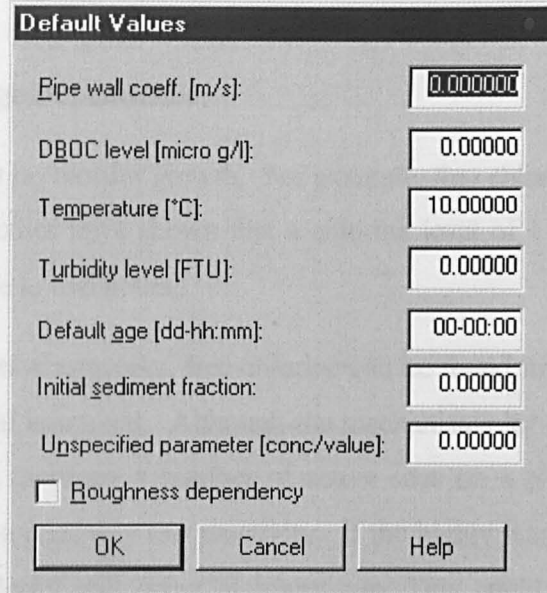 Default Values
Pipe wall coeff. [m/s]: 0.000000
DBOC level [micro g/l]: 0.00000
Temperature [°C]: 10.00000
Turbidity level [FTU]: 0.00000
Default age [dd-hh:mm]: 00-00:00
Initial sediment fraction: 0.00000
Unspecified parameter [conc/value]: 0.00000
Roughness dependency
OK Cancel Help